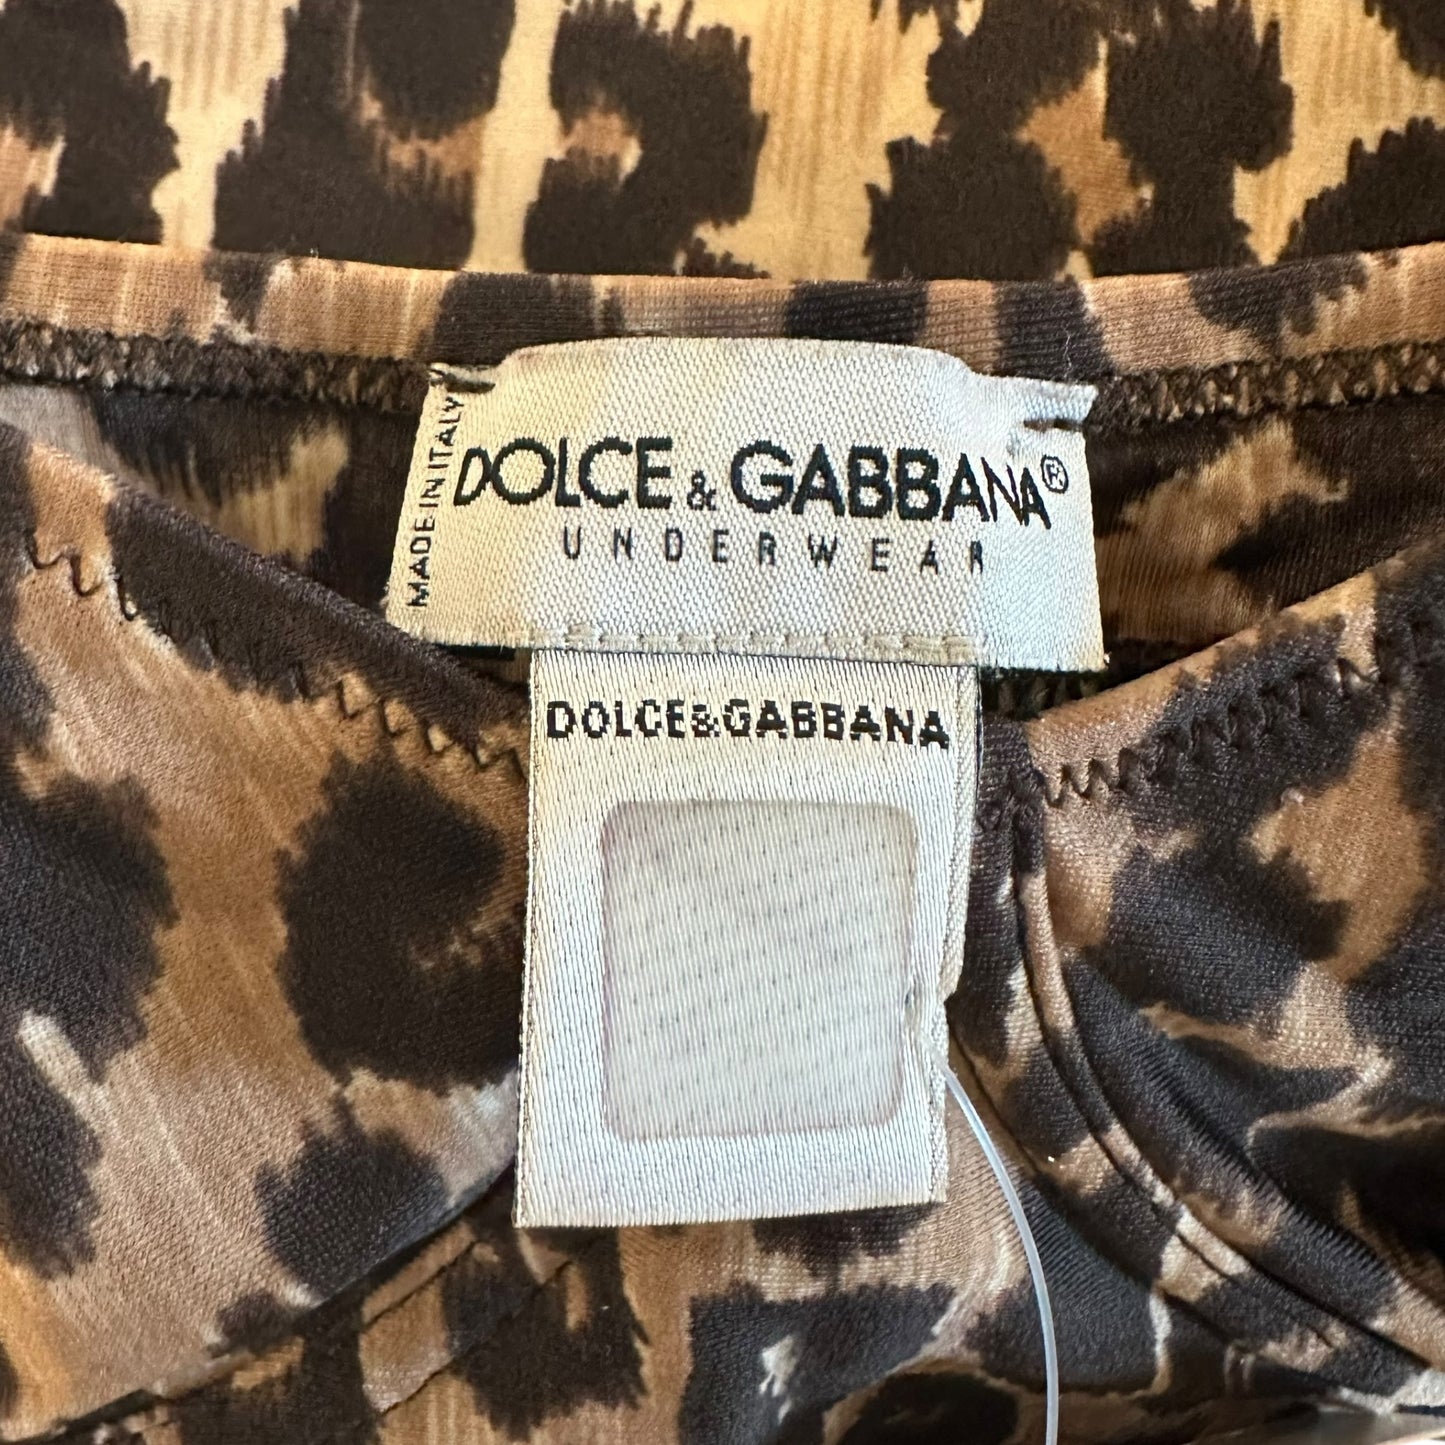 MADE IN ITALY
DOLCE & GABBANA®
UNDERWEAR
DOLCE&GABBANA